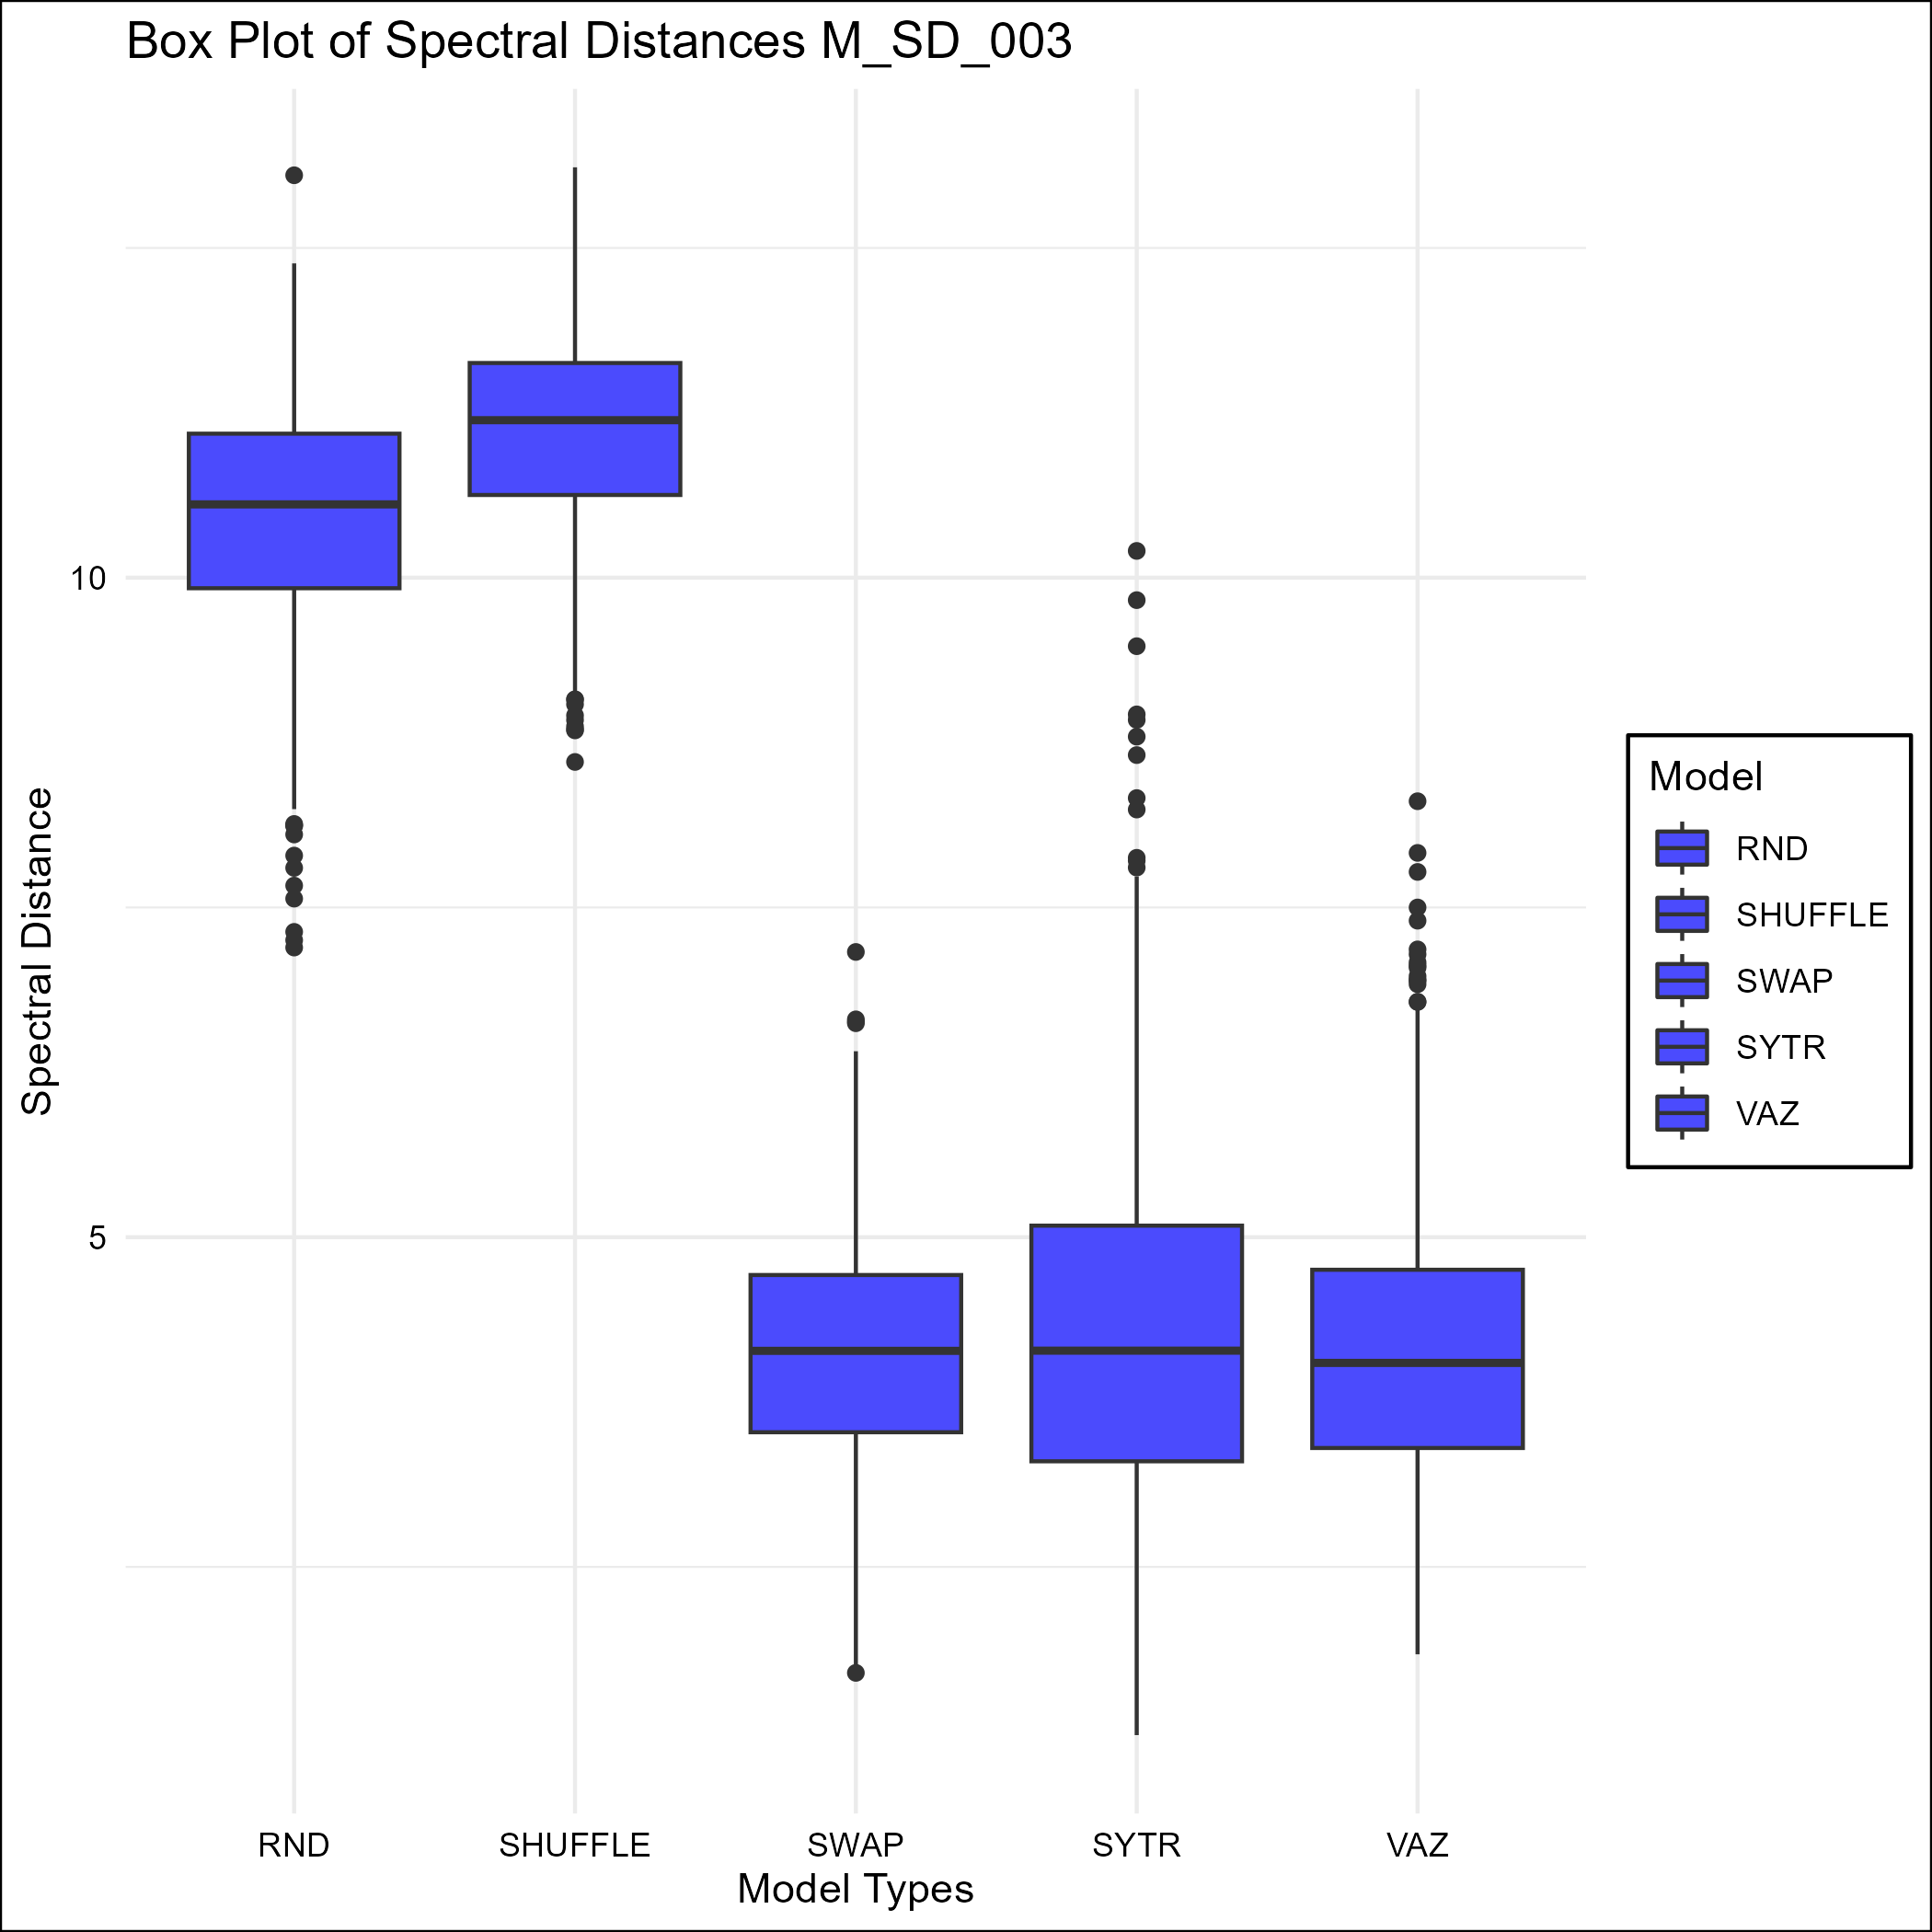 Box Plot of Spectral Distances M_SD_003
10
5
Spectral Distance
RND
SHUFFLE
SWAP
SYTR
VAZ
Model Types
Model
RND
SHUFFLE
SWAP
SYTR
VAZ